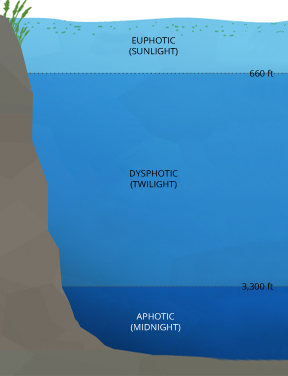 EUPHOTIC
(SUNLIGHT)
660 ft
DYSPHOTIC
(TWILIGHT)
3,300 ft
APHOTIC
(MIDNIGHT)